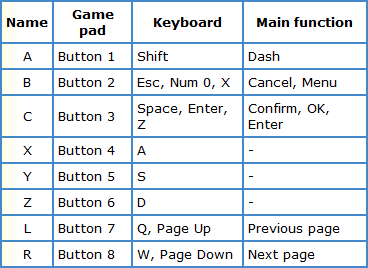 Name Game pad Keyboard Main function
A Button 1 Shift Dash
B Button 2 Esc, Num 0, X Cancel, Menu
C Button 3 Space, Enter, Z Confirm, OK, Enter
X Button 4 A -
Y Button 5 S -
Z Button 6 D -
L Button 7 Q, Page Up Previous page
R Button 8 W, Page Down Next page